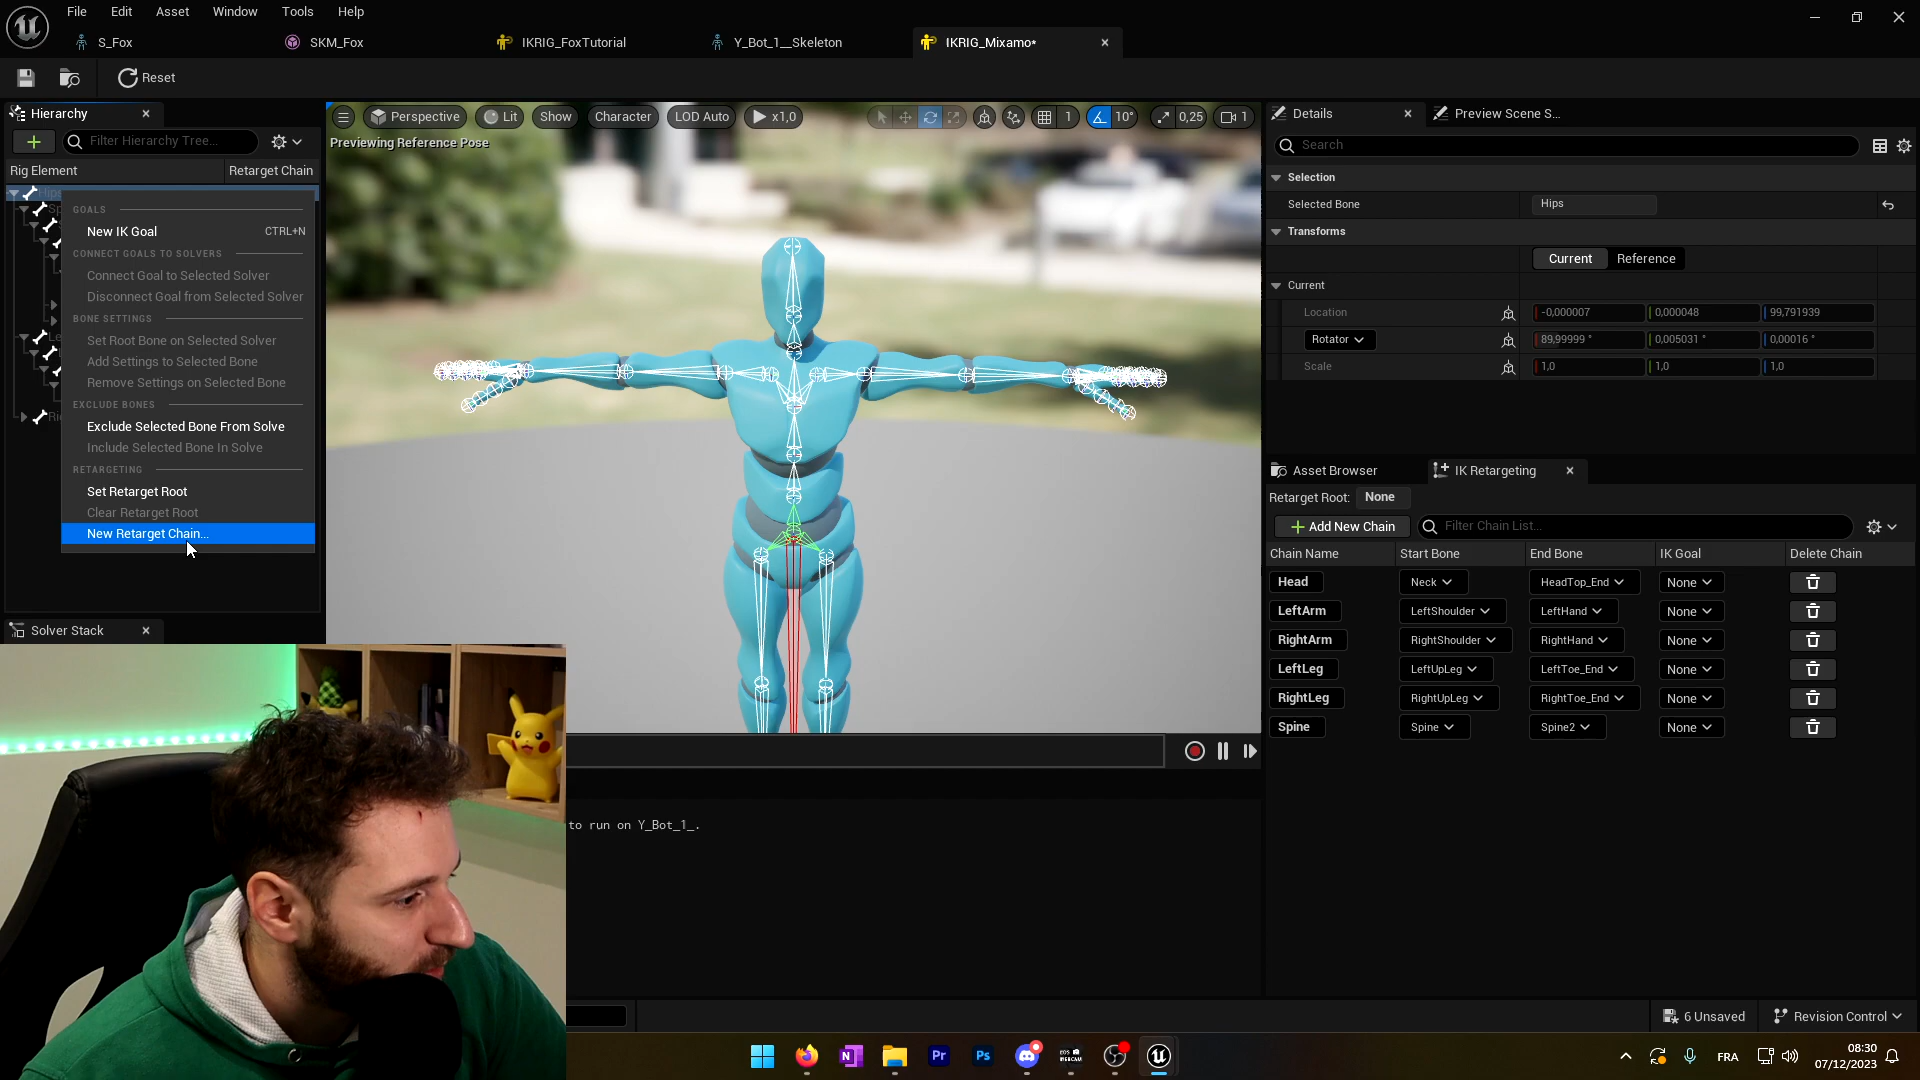 File Edit Asset Window Tools Help
S_Fox SKM_Fox IKRIG_FoxTutorial Y_Bot_1__Skeleton IKRIG_Mixamo*
Reset
Hierarchy
Filter Hierarchy Tree...
Rig Element Retarget Chain
GOALS
New IK Goal CTRL+N
CONNECT GOALS TO SOLVERS
Connect Goal to Selected Solver
Disconnect Goal from Selected Solver
BONE SETTINGS
Set Root Bone on Selected Solver
Add Settings to Selected Bone
Remove Settings on Selected Bone
EXCLUDE BONES
Exclude Selected Bone From Solve
Include Selected Bone In Solve
RETARGETING
Set Retarget Root
Clear Retarget Root
New Retarget Chain...
Solver Stack
Perspective Lit Show Character LOD Auto x1,0 1 10° 0,25 1
Previewing Reference Pose
to run on Y_Bot_1_.
Details Preview Scene S...
Search
Selection
Selected Bone Hips
Transforms
Current Reference
Current
Location -0,000007 0,000048 99,791939
Rotator 89,99999 ° 0,005031 ° 0,00016 °
Scale 1,0 1,0 1,0
Asset Browser IK Retargeting
Retarget Root: None
Add New Chain Filter Chain List...
Chain Name Start Bone End Bone IK Goal Delete Chain
Head Neck HeadTop_End None
LeftArm LeftShoulder LeftHand None
RightArm RightShoulder RightHand None
LeftLeg LeftUpLeg LeftToe_End None
RightLeg RightUpLeg RightToe_End None
Spine Spine Spine2 None
6 Unsaved Revision Control
N Pr Ps EOS WEBCAM
FRA 08:30
07/12/2023